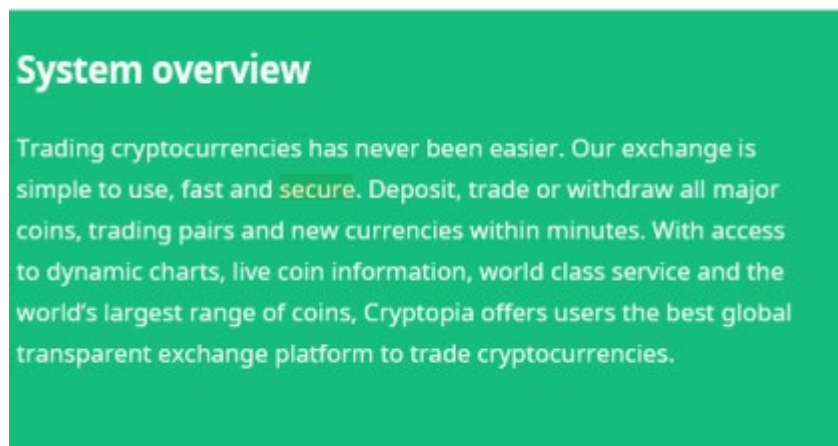 System overview
Trading cryptocurrencies has never been easier. Our exchange is
simple to use, fast and secure. Deposit, trade or withdraw all major
coins, trading pairs and new currencies within minutes. With access
to dynamic charts, live coin information, world class service and the
world’s largest range of coins, Cryptopia offers users the best global
transparent exchange platform to trade cryptocurrencies.